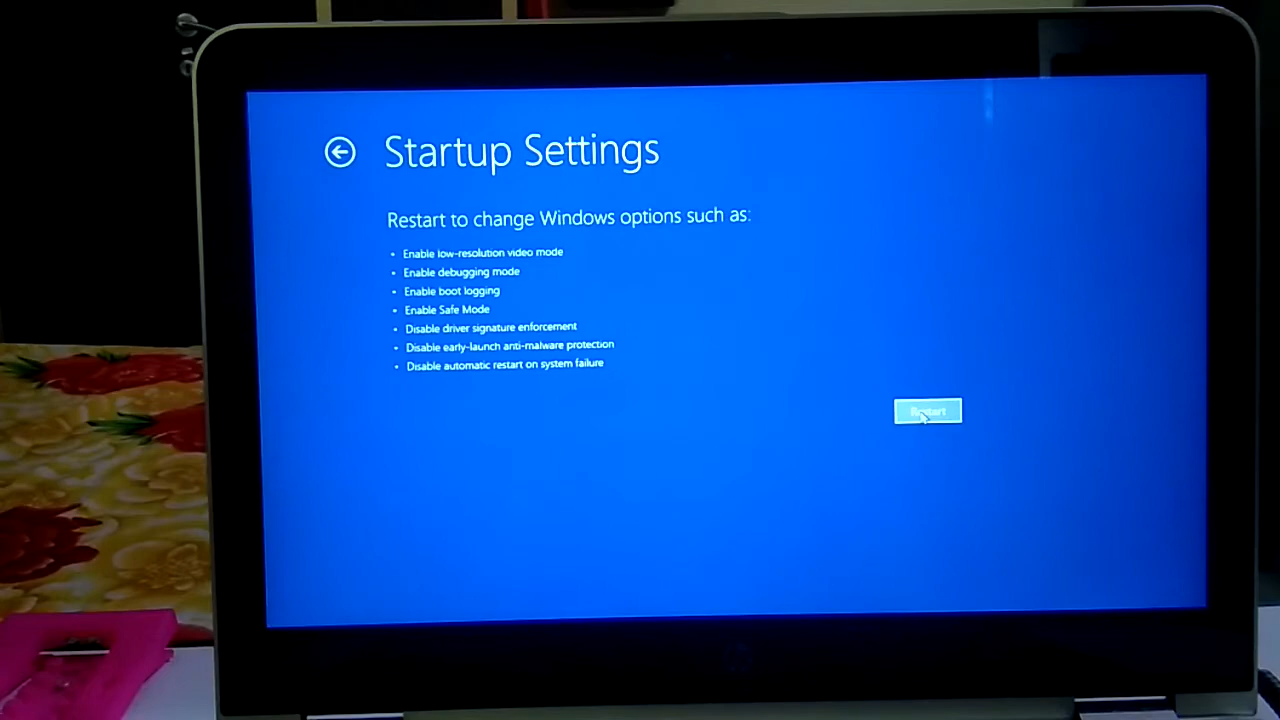 Startup Settings
Restart to change Windows options such as:
• Enable low-resolution video mode
• Enable debugging mode
• Enable boot logging
• Enable Safe Mode
• Disable driver signature enforcement
• Disable early-launch anti-malware protection
• Disable automatic restart on system failure
Restart